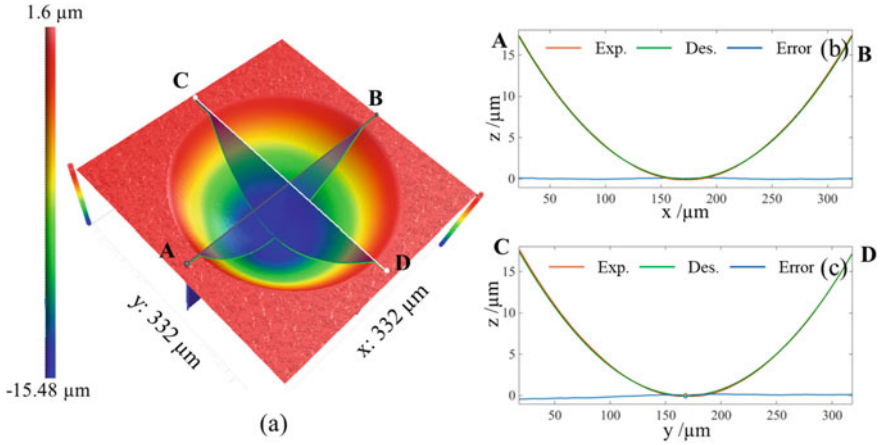 1.6 µm
-15.48 µm
C
B
A
D
y: 332 µm
x: 332 µm
(a)
A
B
Exp. Des. Error (b)
z /µm
15
10
5
0
50 100 150 200 250 300
x /µm
C
D
Exp. Des. Error (c)
z /µm
15
10
5
0
50 100 150 200 250 300
y /µm